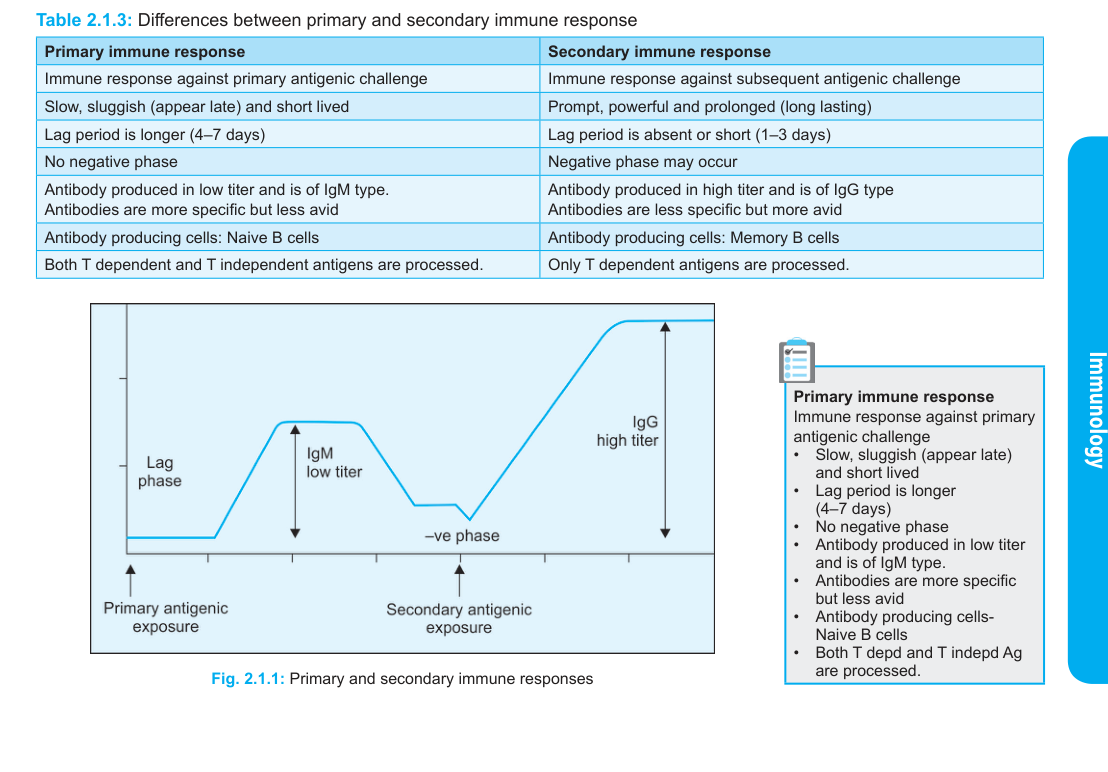 Table 2.1.3: Differences between primary and secondary immune response
Primary immune response Secondary immune response
Immune response against primary antigenic challenge Immune response against subsequent antigenic challenge
Slow, sluggish (appear late) and short lived Prompt, powerful and prolonged (long lasting)
Lag period is longer (4–7 days) Lag period is absent or short (1–3 days)
No negative phase Negative phase may occur
Antibody produced in low titer and is of IgM type. Antibody produced in high titer and is of IgG type
Antibodies are more specific but less avid Antibodies are less specific but more avid
Antibody producing cells: Naive B cells Antibody producing cells: Memory B cells
Both T dependent and T independent antigens are processed. Only T dependent antigens are processed.
Lag
phase
IgM
low titer
IgG
high titer
–ve phase
Primary antigenic
exposure
Secondary antigenic
exposure
Fig. 2.1.1: Primary and secondary immune responses
Primary immune response
Immune response against primary
antigenic challenge
• Slow, sluggish (appear late)
and short lived
• Lag period is longer
(4–7 days)
• No negative phase
• Antibody produced in low titer
and is of IgM type.
• Antibodies are more specific
but less avid
• Antibody producing cells-
Naive B cells
• Both T depd and T indepd Ag
are processed.
Immunology